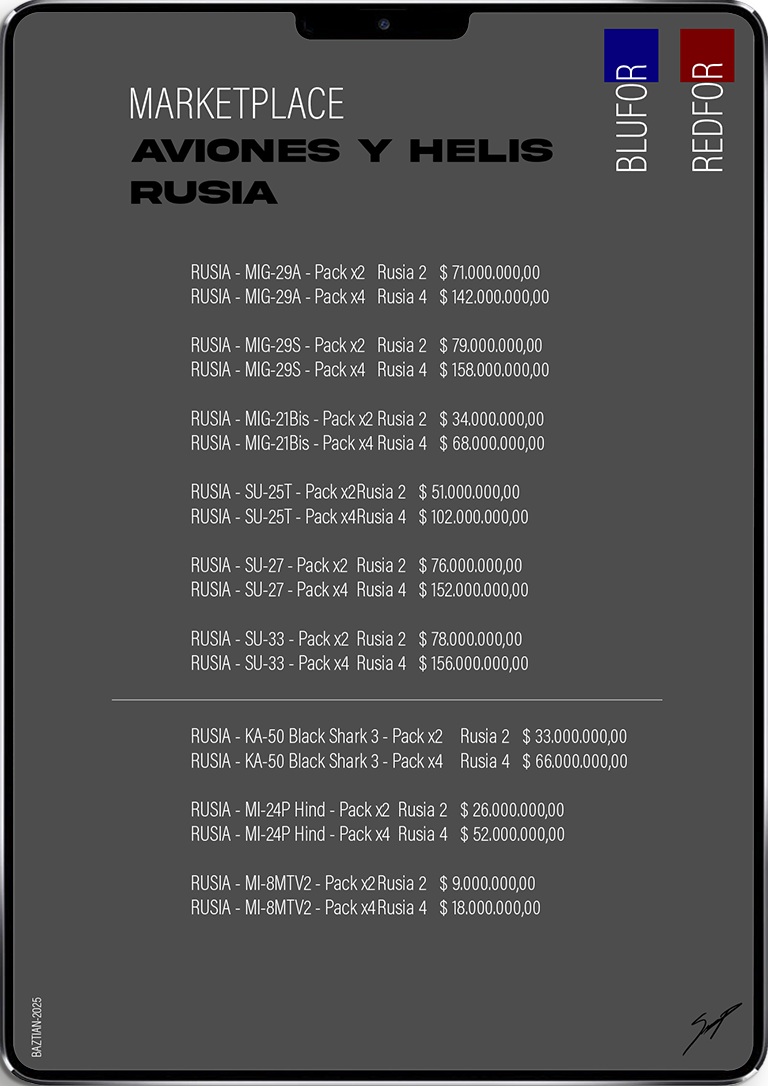 MARKETPLACE
AVIONES Y HELIS
RUSIA
BLUFOR
REDFOR
RUSIA - MIG-29A - Pack x2 Rusia 2 $ 71.000.000,00
RUSIA - MIG-29A - Pack x4 Rusia 4 $ 142.000.000,00
RUSIA - MIG-29S - Pack x2 Rusia 2 $ 79.000.000,00
RUSIA - MIG-29S - Pack x4 Rusia 4 $ 158.000.000,00
RUSIA - MIG-21Bis - Pack x2 Rusia 2 $ 34.000.000,00
RUSIA - MIG-21Bis - Pack x4 Rusia 4 $ 68.000.000,00
RUSIA - SU-25T - Pack x2Rusia 2 $ 51.000.000,00
RUSIA - SU-25T - Pack x4Rusia 4 $ 102.000.000,00
RUSIA - SU-27 - Pack x2 Rusia 2 $ 76.000.000,00
RUSIA - SU-27 - Pack x4 Rusia 4 $ 152.000.000,00
RUSIA - SU-33 - Pack x2 Rusia 2 $ 78.000.000,00
RUSIA - SU-33 - Pack x4 Rusia 4 $ 156.000.000,00
RUSIA - KA-50 Black Shark 3 - Pack x2 Rusia 2 $ 33.000.000,00
RUSIA - KA-50 Black Shark 3 - Pack x4 Rusia 4 $ 66.000.000,00
RUSIA - MI-24P Hind - Pack x2 Rusia 2 $ 26.000.000,00
RUSIA - MI-24P Hind - Pack x4 Rusia 4 $ 52.000.000,00
RUSIA - MI-8MTV2 - Pack x2Rusia 2 $ 9.000.000,00
RUSIA - MI-8MTV2 - Pack x4Rusia 4 $ 18.000.000,00
BAZTIAN-2025